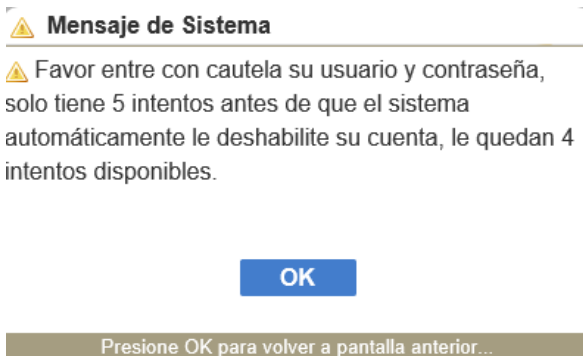 Mensaje de Sistema
Favor entre con cautela su usuario y contraseña,
solo tiene 5 intentos antes de que el sistema
automáticamente le deshabilite su cuenta, le quedan 4
intentos disponibles.
OK
Presione OK para volver a pantalla anterior...